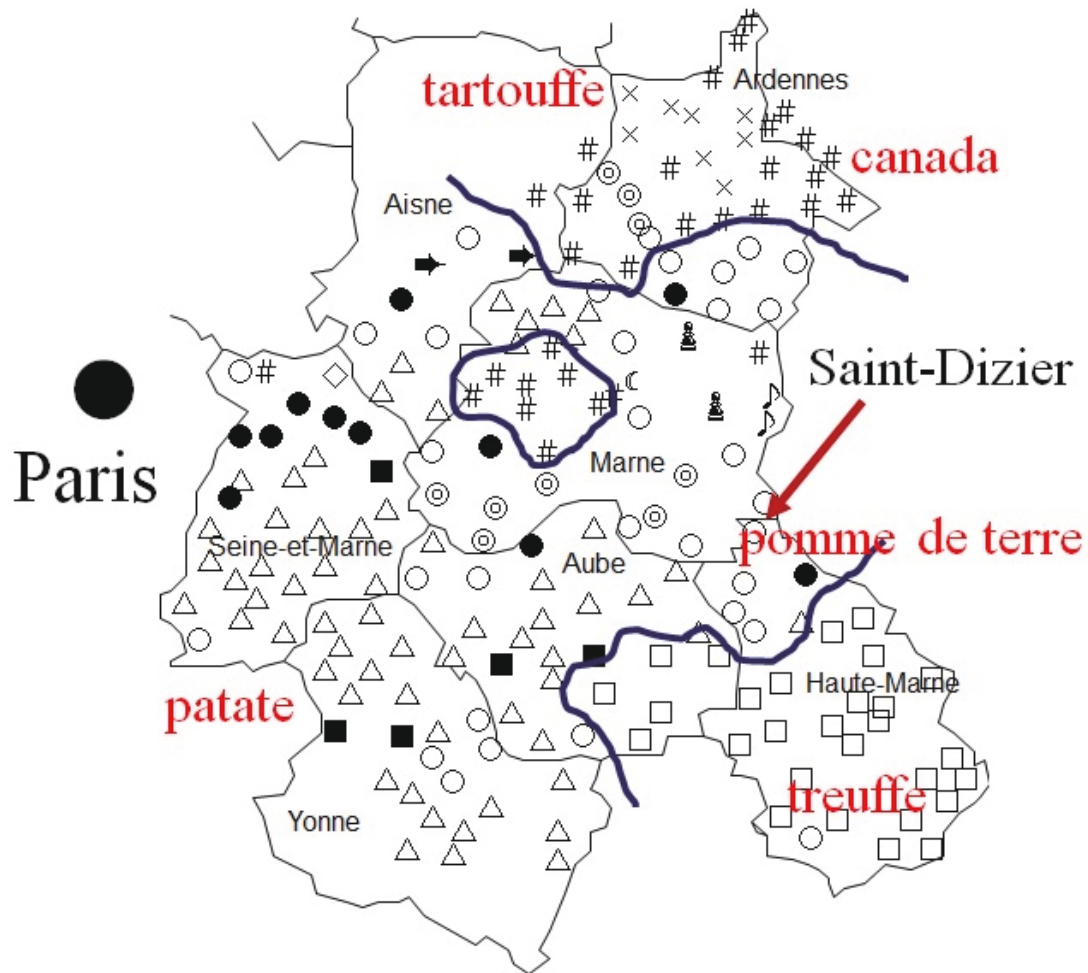 tartouffe
Ardennes
canada
Aisne
Saint-Dizier
Paris
Marne
pomme de terre
Seine-et-Marne
Aube
patate
Haute-Marne
treuffe
Yonne